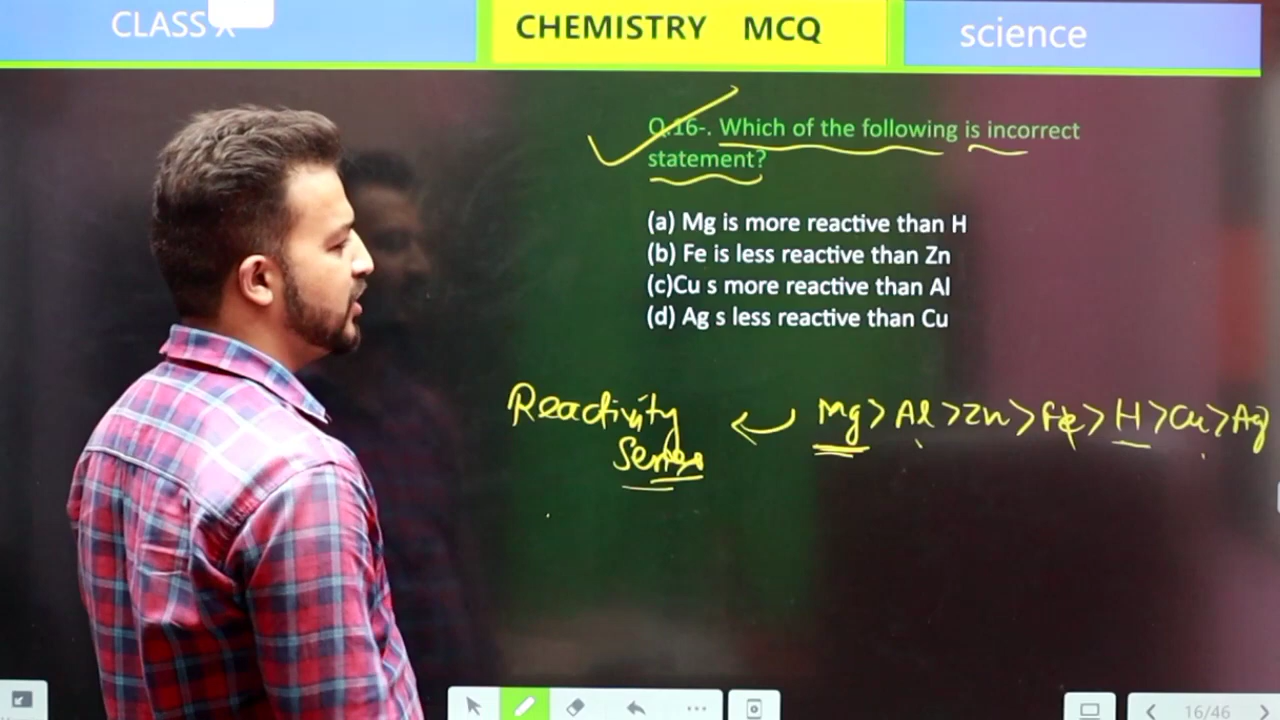 CLASS X
CHEMISTRY MCQ
science
Q.16-. Which of the following is incorrect
statement?
(a) Mg is more reactive than H
(b) Fe is less reactive than Zn
(c)Cu s more reactive than Al
(d) Ag s less reactive than Cu
Reactivity
Series
Mg > Al > Zn > Fe > H > Cu > Ag
16/46